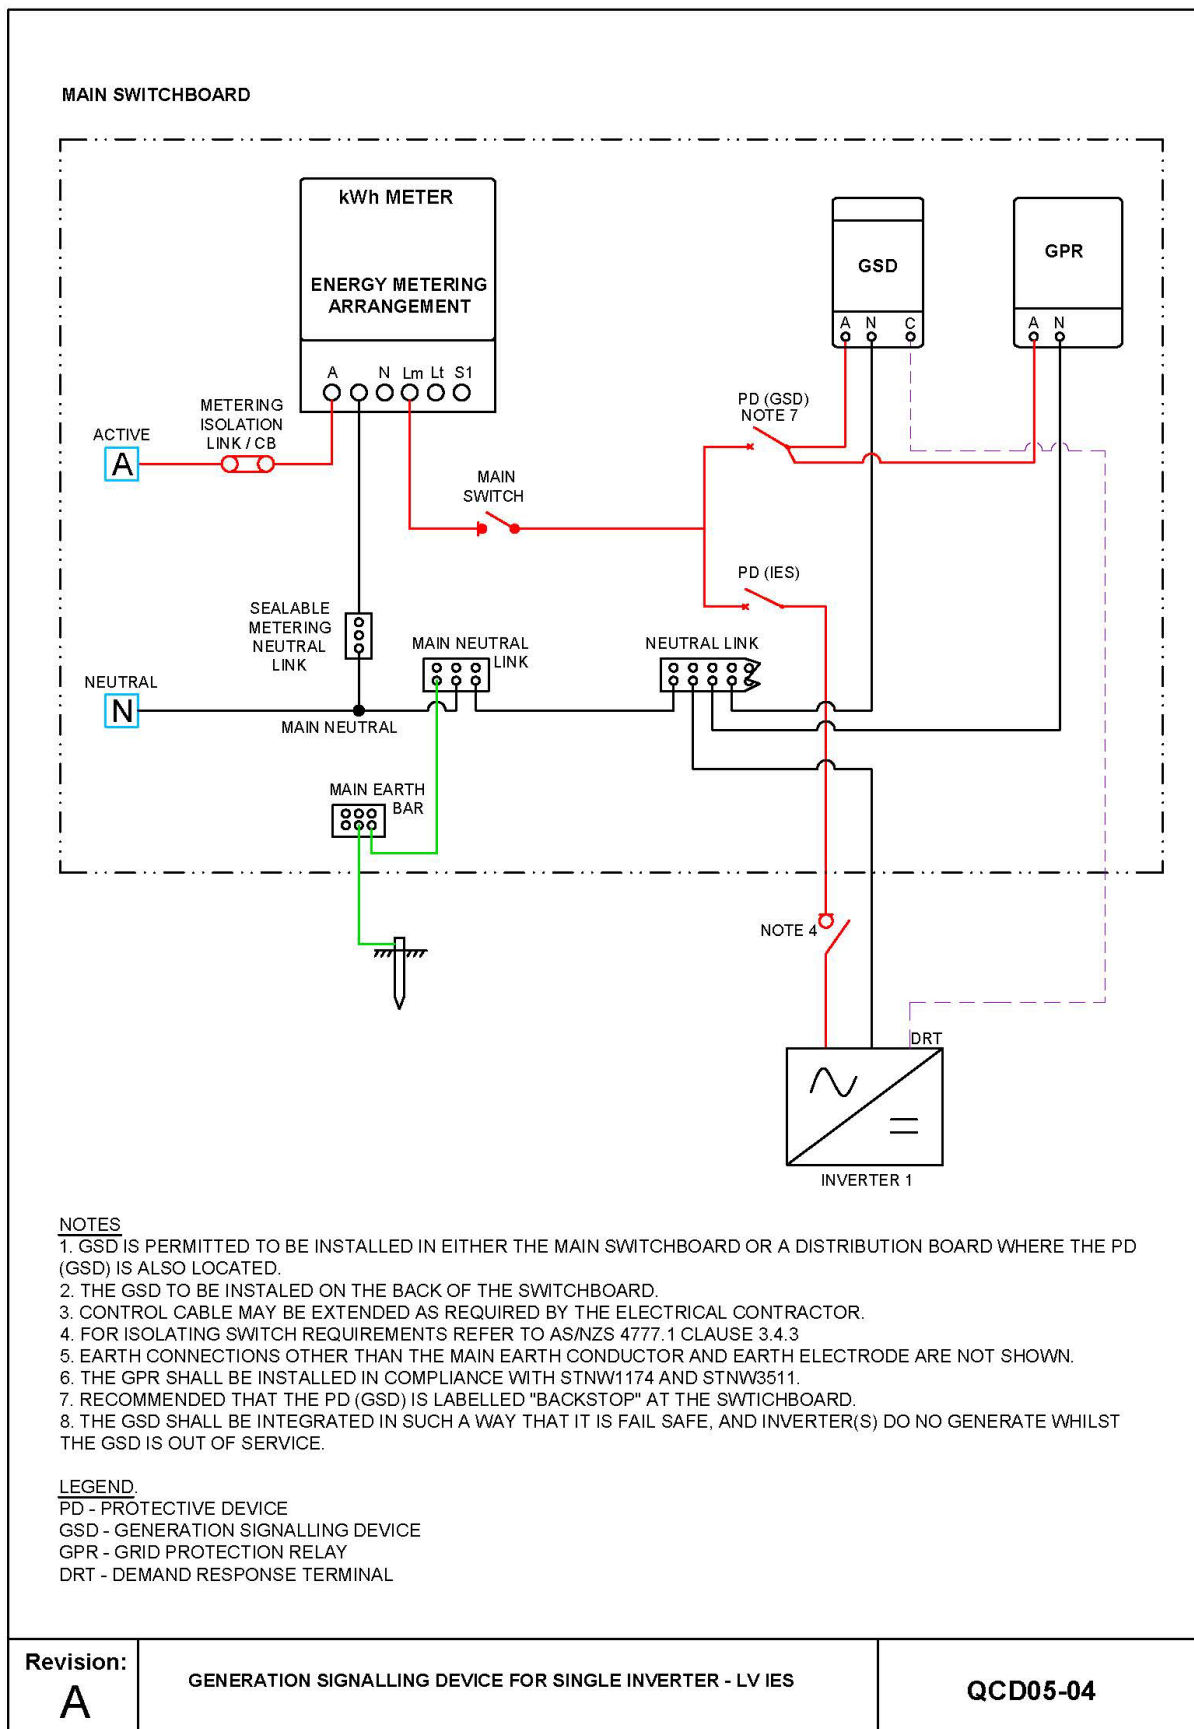 MAIN SWITCHBOARD
kWh METER
ENERGY METERING
ARRANGEMENT
A N Lm Lt S1
GSD
A N C
GPR
A N
METERING
ISOLATION
LINK / CB
ACTIVE
A
PD (GSD)
NOTE 7
MAIN
SWITCH
PD (IES)
SEALABLE
METERING
NEUTRAL
LINK
MAIN NEUTRAL
LINK
NEUTRAL LINK
NEUTRAL
N
MAIN NEUTRAL
MAIN EARTH
BAR
NOTE 4
DRT
INVERTER 1
NOTES
1. GSD IS PERMITTED TO BE INSTALLED IN EITHER THE MAIN SWITCHBOARD OR A DISTRIBUTION BOARD WHERE THE PD
(GSD) IS ALSO LOCATED.
2. THE GSD TO BE INSTALED ON THE BACK OF THE SWITCHBOARD.
3. CONTROL CABLE MAY BE EXTENDED AS REQUIRED BY THE ELECTRICAL CONTRACTOR.
4. FOR ISOLATING SWITCH REQUIREMENTS REFER TO AS/NZS 4777.1 CLAUSE 3.4.3
5. EARTH CONNECTIONS OTHER THAN THE MAIN EARTH CONDUCTOR AND EARTH ELECTRODE ARE NOT SHOWN.
6. THE GPR SHALL BE INSTALLED IN COMPLIANCE WITH STNW1174 AND STNW3511.
7. RECOMMENDED THAT THE PD (GSD) IS LABELLED "BACKSTOP" AT THE SWTICHBOARD.
8. THE GSD SHALL BE INTEGRATED IN SUCH A WAY THAT IT IS FAIL SAFE, AND INVERTER(S) DO NO GENERATE WHILST
THE GSD IS OUT OF SERVICE.
LEGEND.
PD - PROTECTIVE DEVICE
GSD - GENERATION SIGNALLING DEVICE
GPR - GRID PROTECTION RELAY
DRT - DEMAND RESPONSE TERMINAL
Revision:
A
GENERATION SIGNALLING DEVICE FOR SINGLE INVERTER - LV IES
QCD05-04